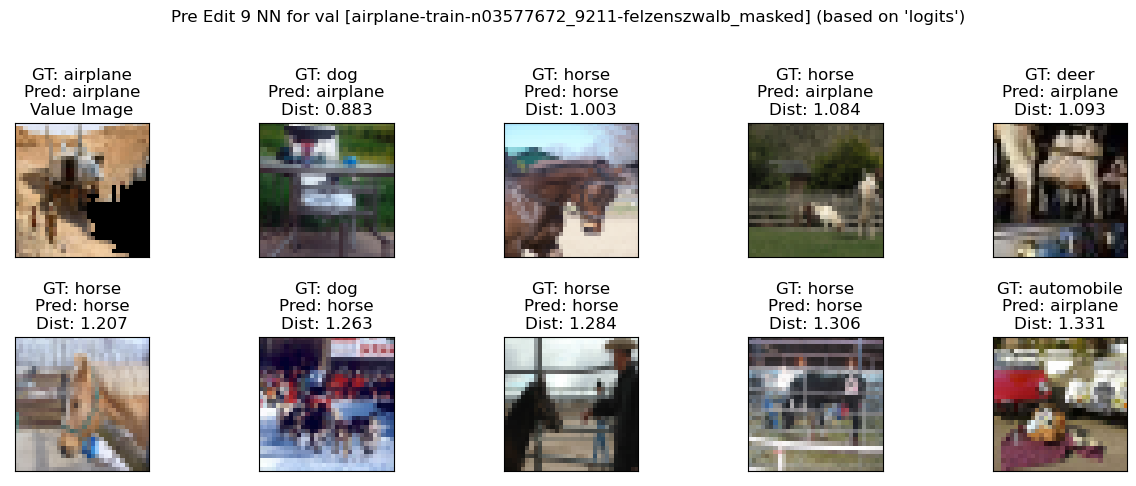 Pre Edit 9 NN for val [airplane-train-n03577672_9211-felzenszwalb_masked] (based on 'logits')
GT: airplane
Pred: airplane
Value Image
GT: dog
Pred: airplane
Dist: 0.883
GT: horse
Pred: horse
Dist: 1.003
GT: horse
Pred: airplane
Dist: 1.084
GT: deer
Pred: airplane
Dist: 1.093
GT: horse
Pred: horse
Dist: 1.207
GT: dog
Pred: horse
Dist: 1.263
GT: horse
Pred: horse
Dist: 1.284
GT: horse
Pred: horse
Dist: 1.306
GT: automobile
Pred: airplane
Dist: 1.331